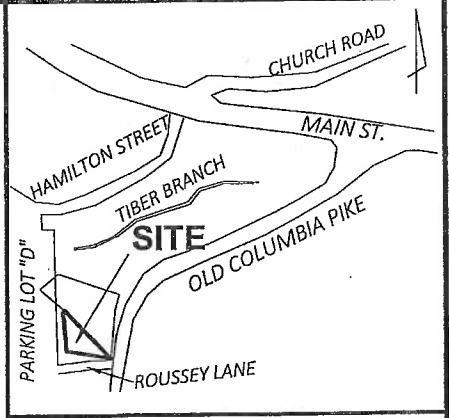 CHURCH ROAD
MAIN ST.
HAMILTON STREET
TIBER BRANCH
SITE
OLD COLUMBIA PIKE
PARKING LOT "D"
ROUSSEY LANE